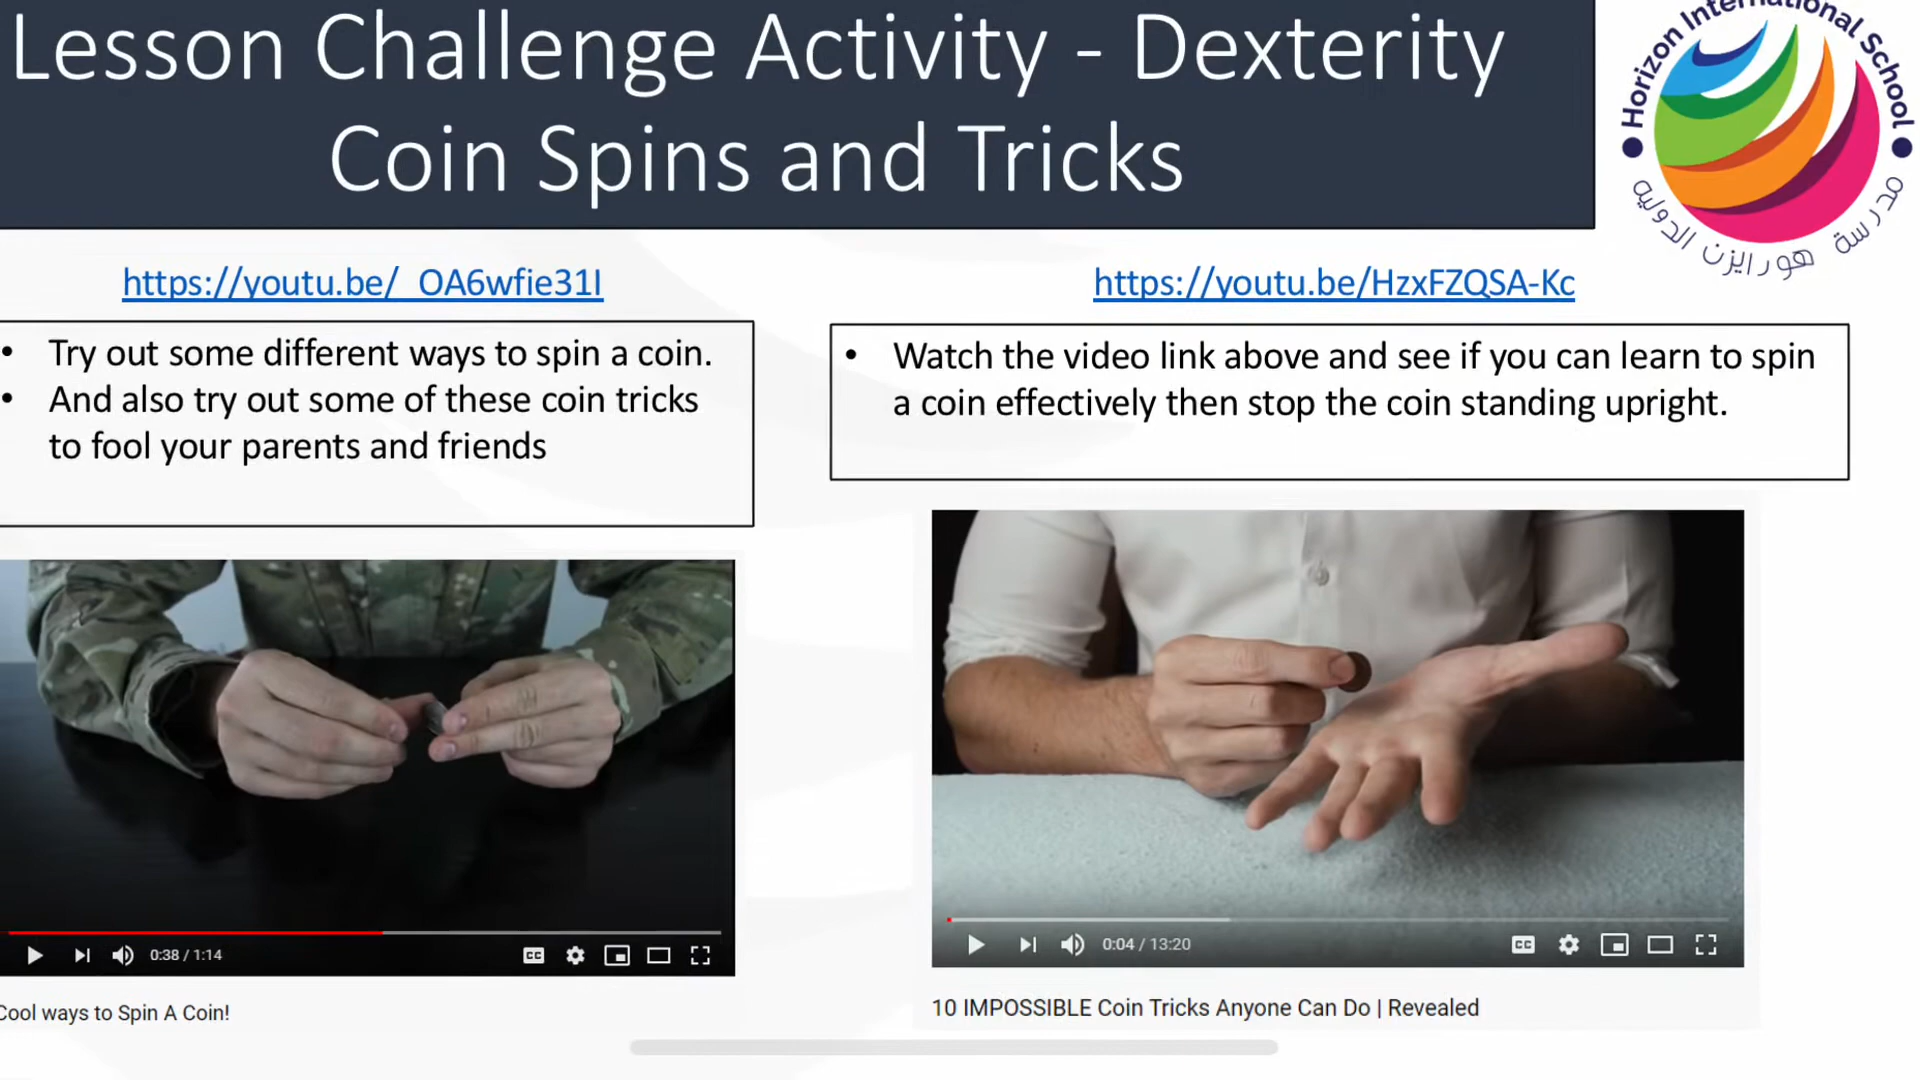 Lesson Challenge Activity - Dexterity
Coin Spins and Tricks
Horizon International School
مدرسة هورايزن الدولية
https://youtu.be/_OA6wfie31I
https://youtu.be/HzxFZQSA-Kc
• Try out some different ways to spin a coin.
• And also try out some of these coin tricks
to fool your parents and friends
• Watch the video link above and see if you can learn to spin
a coin effectively then stop the coin standing upright.
0:38 / 1:14
CC
Cool ways to Spin A Coin!
0:04 / 13:20
CC
10 IMPOSSIBLE Coin Tricks Anyone Can Do | Revealed